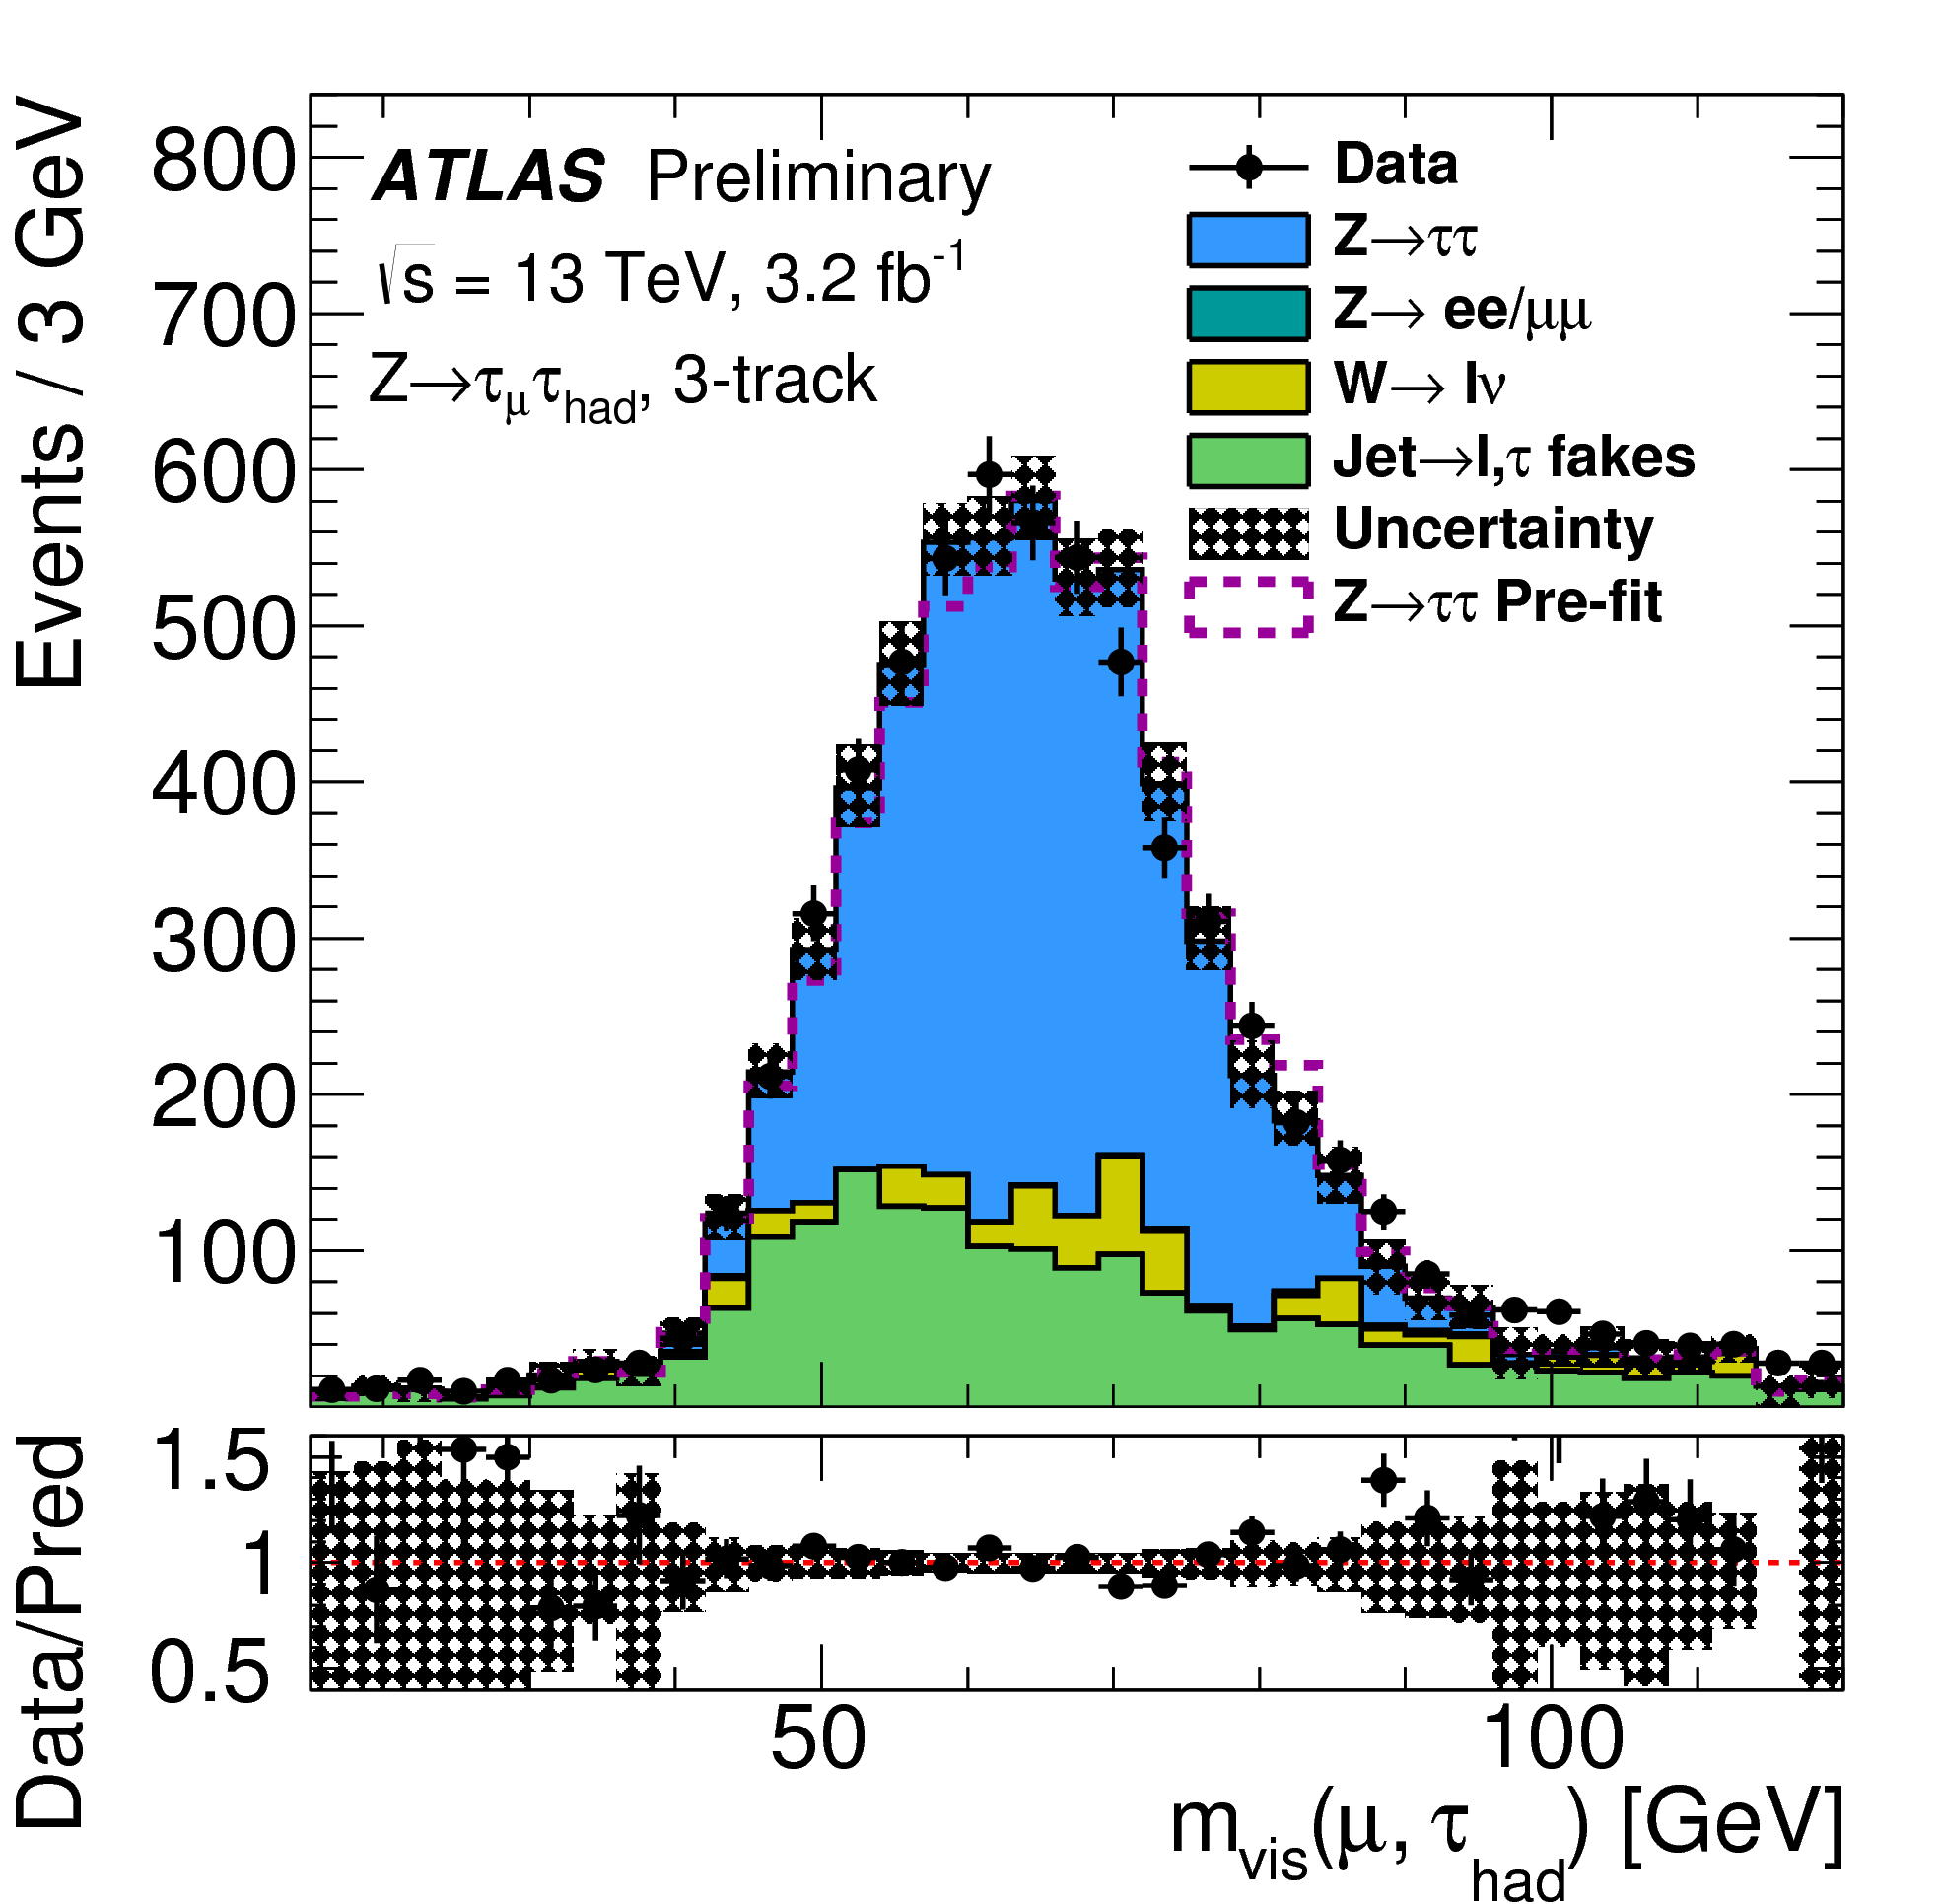 Events / 3 GeV
800
700
600
500
400
300
200
100
ATLAS Preliminary
√s = 13 TeV, 3.2 fb⁻¹
Z→τ_μτ_had, 3-track
Data
Z→ττ
Z→ ee/μμ
W→ lν
Jet→l,τ fakes
Uncertainty
Z→ττ Pre-fit
Data/Pred
1.5
1
0.5
50 100
m_vis(μ, τ_had) [GeV]